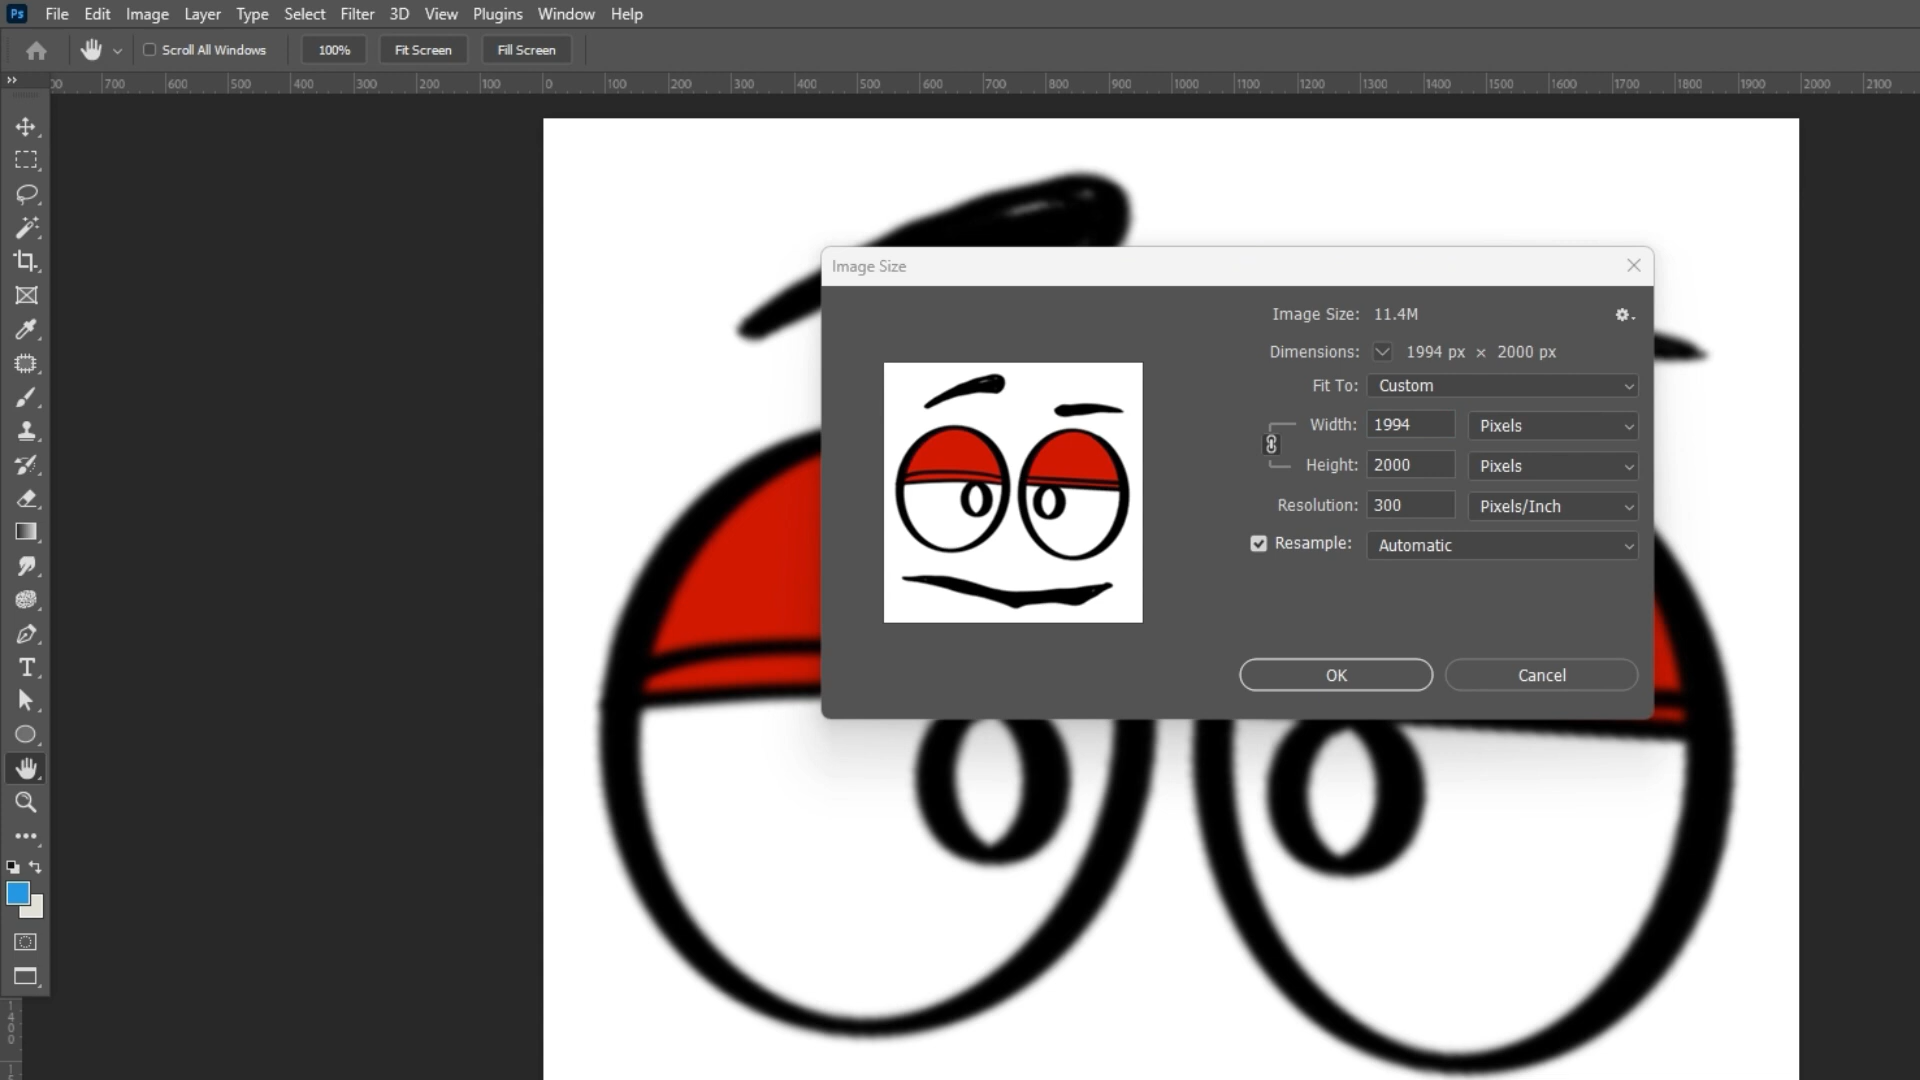 Ps File Edit Image Layer Type Select Filter 3D View Plugins Window Help
Scroll All Windows 100% Fit Screen Fill Screen
700 600 500 400 300 200 100 0 100 200 300 400 500 600 700 800 900 1000 1100 1200 1300 1400 1500 1600 1700 1800 1900 2000 2100
Image Size
Image Size: 11.4M
Dimensions: 1994 px × 2000 px
Fit To: Custom
Width: 1994 Pixels
Height: 2000 Pixels
Resolution: 300 Pixels/Inch
Resample: Automatic
OK Cancel
T
1400